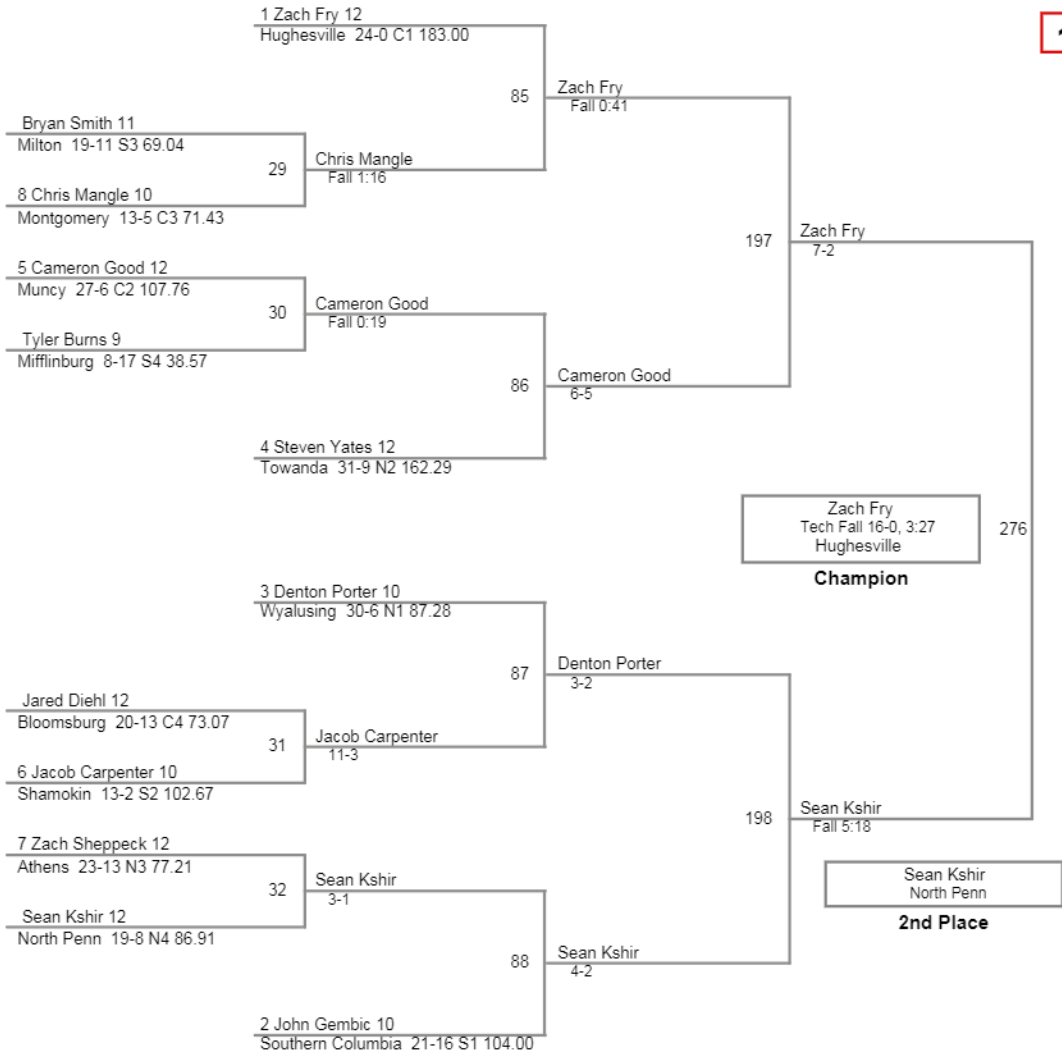 1 Zach Fry 12
Hughesville 24-0 C1 183.00
85
Zach Fry
Fall 0:41
Bryan Smith 11
Milton 19-11 S3 69.04
29
Chris Mangle
Fall 1:16
8 Chris Mangle 10
Montgomery 13-5 C3 71.43
197
Zach Fry
7-2
5 Cameron Good 12
Muncy 27-6 C2 107.76
30
Cameron Good
Fall 0:19
Tyler Burns 9
Mifflinburg 8-17 S4 38.57
86
Cameron Good
6-5
4 Steven Yates 12
Towanda 31-9 N2 162.29
Zach Fry
Tech Fall 16-0, 3:27
Hughesville
276
Champion
3 Denton Porter 10
Wyalusing 30-6 N1 87.28
87
Denton Porter
3-2
Jared Diehl 12
Bloomsburg 20-13 C4 73.07
31
Jacob Carpenter
11-3
6 Jacob Carpenter 10
Shamokin 13-2 S2 102.67
198
Sean Kshir
Fall 5:18
7 Zach Sheppeck 12
Athens 23-13 N3 77.21
32
Sean Kshir
3-1
Sean Kshir 12
North Penn 19-8 N4 86.91
Sean Kshir
North Penn
2nd Place
88
Sean Kshir
4-2
2 John Gembic 10
Southern Columbia 21-16 S1 104.00